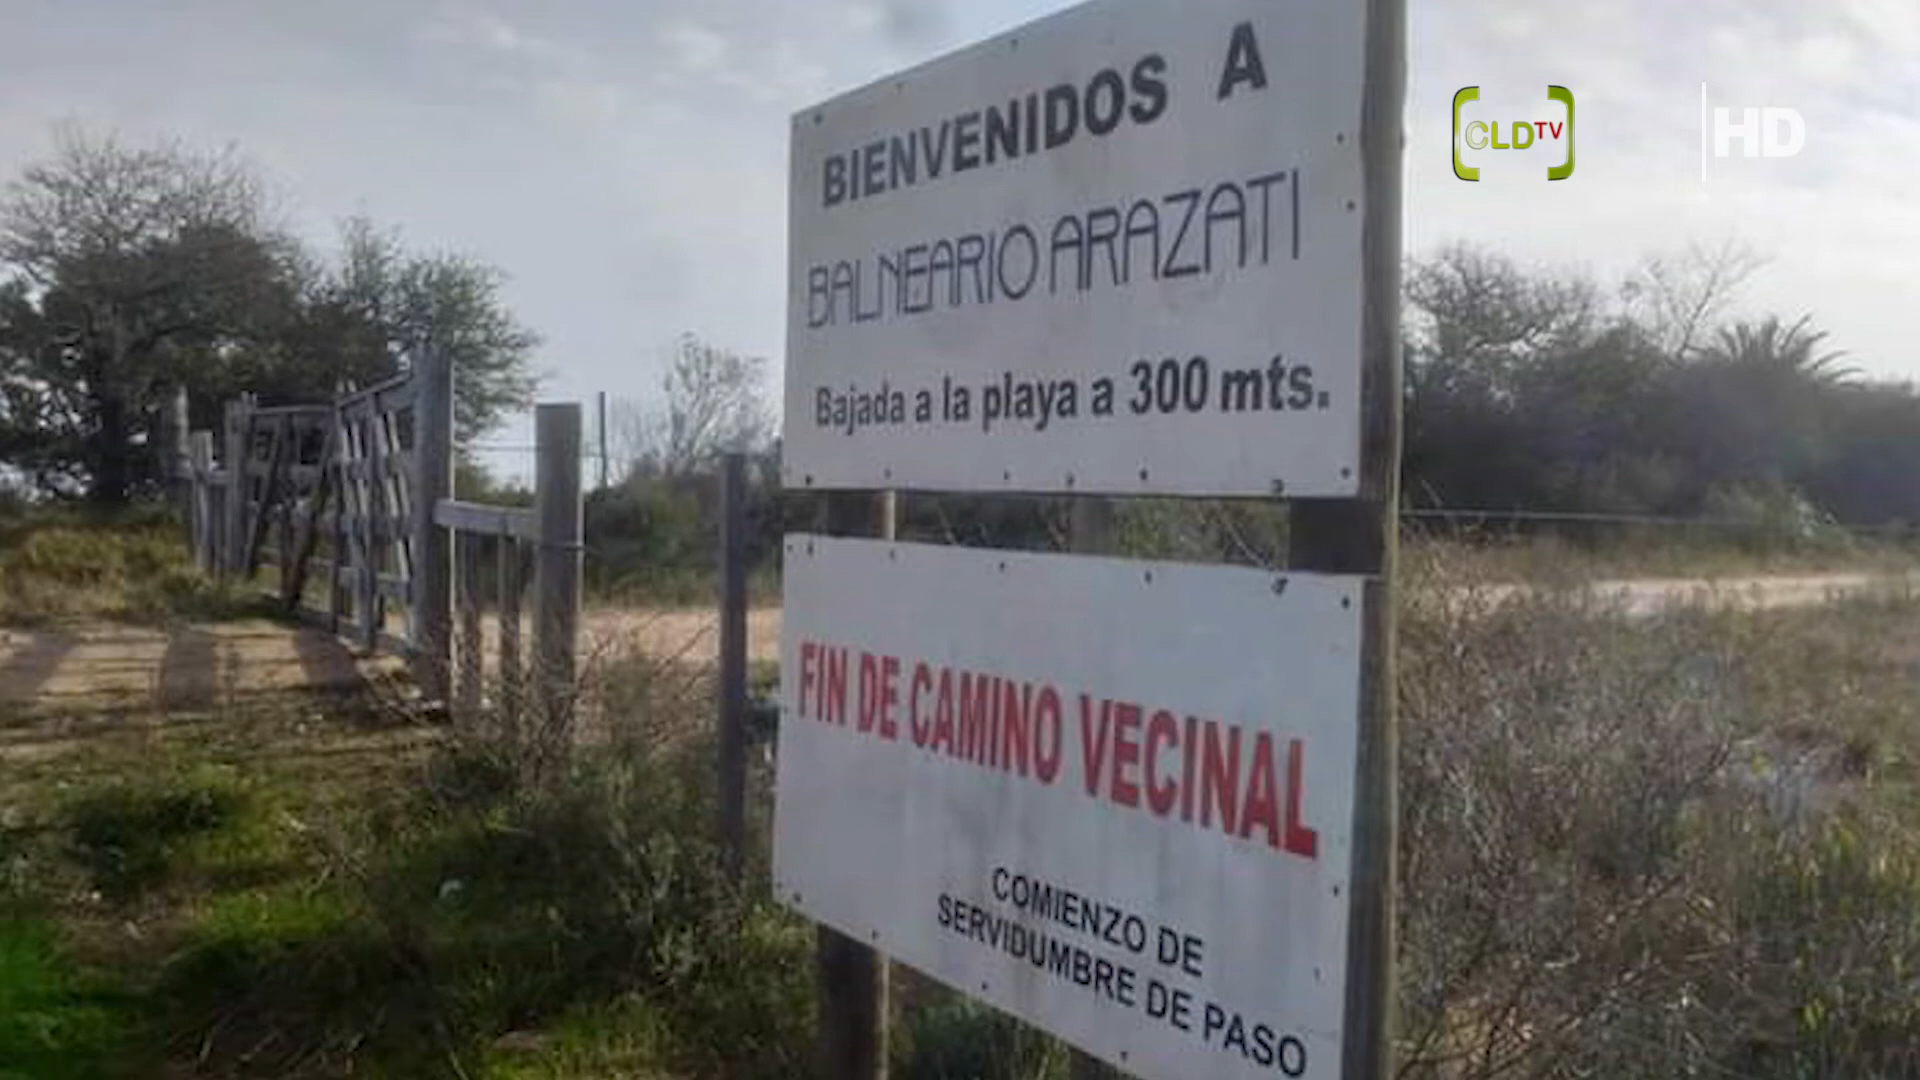 BIENVENIDOS A
BALNEARIO ARAZATI
Bajada a la playa a 300 mts.
FIN DE CAMINO VECINAL
COMIENZO DE
SERVIDUMBRE DE PASO
CLDTV
HD